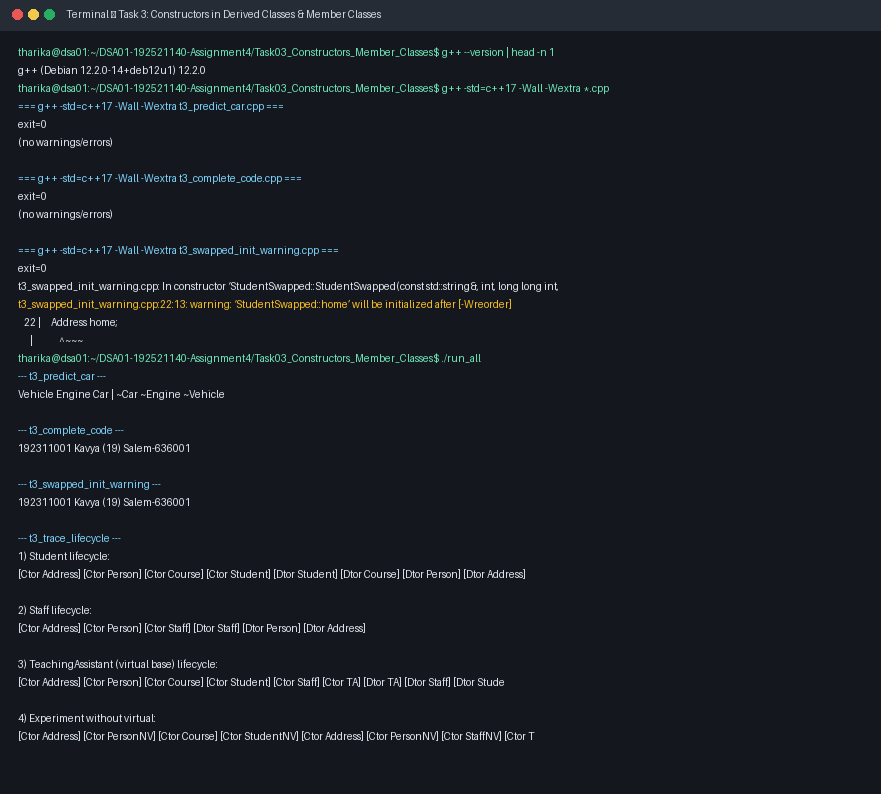 Terminal ▯ Task 3: Constructors in Derived Classes & Member Classes
tharika@dsa01:~/DSA01-192521140-Assignment4/Task03_Constructors_Member_Classes$ g++ --version | head -n 1
g++ (Debian 12.2.0-14+deb12u1) 12.2.0
tharika@dsa01:~/DSA01-192521140-Assignment4/Task03_Constructors_Member_Classes$ g++ -std=c++17 -Wall -Wextra *.cpp
=== g++ -std=c++17 -Wall -Wextra t3_predict_car.cpp ===
exit=0
(no warnings/errors)
=== g++ -std=c++17 -Wall -Wextra t3_complete_code.cpp ===
exit=0
(no warnings/errors)
=== g++ -std=c++17 -Wall -Wextra t3_swapped_init_warning.cpp ===
exit=0
t3_swapped_init_warning.cpp: In constructor ‘StudentSwapped::StudentSwapped(const std::string&, int, long long int,
t3_swapped_init_warning.cpp:22:13: warning: ‘StudentSwapped::home’ will be initialized after [-Wreorder]
22 | Address home;
| ^~~~
tharika@dsa01:~/DSA01-192521140-Assignment4/Task03_Constructors_Member_Classes$ ./run_all
--- t3_predict_car ---
Vehicle Engine Car | ~Car ~Engine ~Vehicle
--- t3_complete_code ---
192311001 Kavya (19) Salem-636001
--- t3_swapped_init_warning ---
192311001 Kavya (19) Salem-636001
--- t3_trace_lifecycle ---
1) Student lifecycle:
[Ctor Address] [Ctor Person] [Ctor Course] [Ctor Student] [Dtor Student] [Dtor Course] [Dtor Person] [Dtor Address]
2) Staff lifecycle:
[Ctor Address] [Ctor Person] [Ctor Staff] [Dtor Staff] [Dtor Person] [Dtor Address]
3) TeachingAssistant (virtual base) lifecycle:
[Ctor Address] [Ctor Person] [Ctor Course] [Ctor Student] [Ctor Staff] [Ctor TA] [Dtor TA] [Dtor Staff] [Dtor Stude
4) Experiment without virtual:
[Ctor Address] [Ctor PersonNV] [Ctor Course] [Ctor StudentNV] [Ctor Address] [Ctor PersonNV] [Ctor StaffNV] [Ctor T